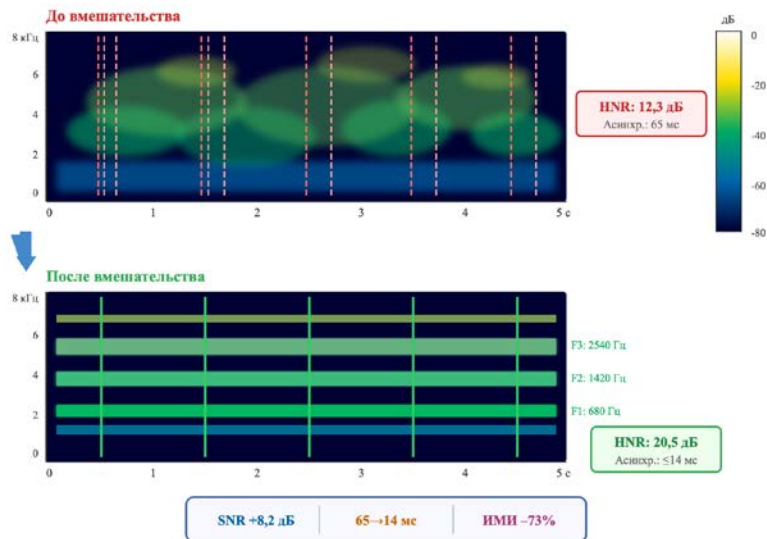 До вмешательства
8 кГц
6
4
2
0
0 1 2 3 4 5 с
HNR: 12,3 дБ
Асинхр.: 65 мс
дБ
0
-20
-40
-60
-80
После вмешательства
8 кГц
6
4
2
0
0 1 2 3 4 5 с
F3: 2540 Гц
F2: 1420 Гц
F1: 680 Гц
HNR: 20,5 дБ
Асинхр.: ≤14 мс
SNR +8,2 дБ 65→14 мс ИМИ –73%